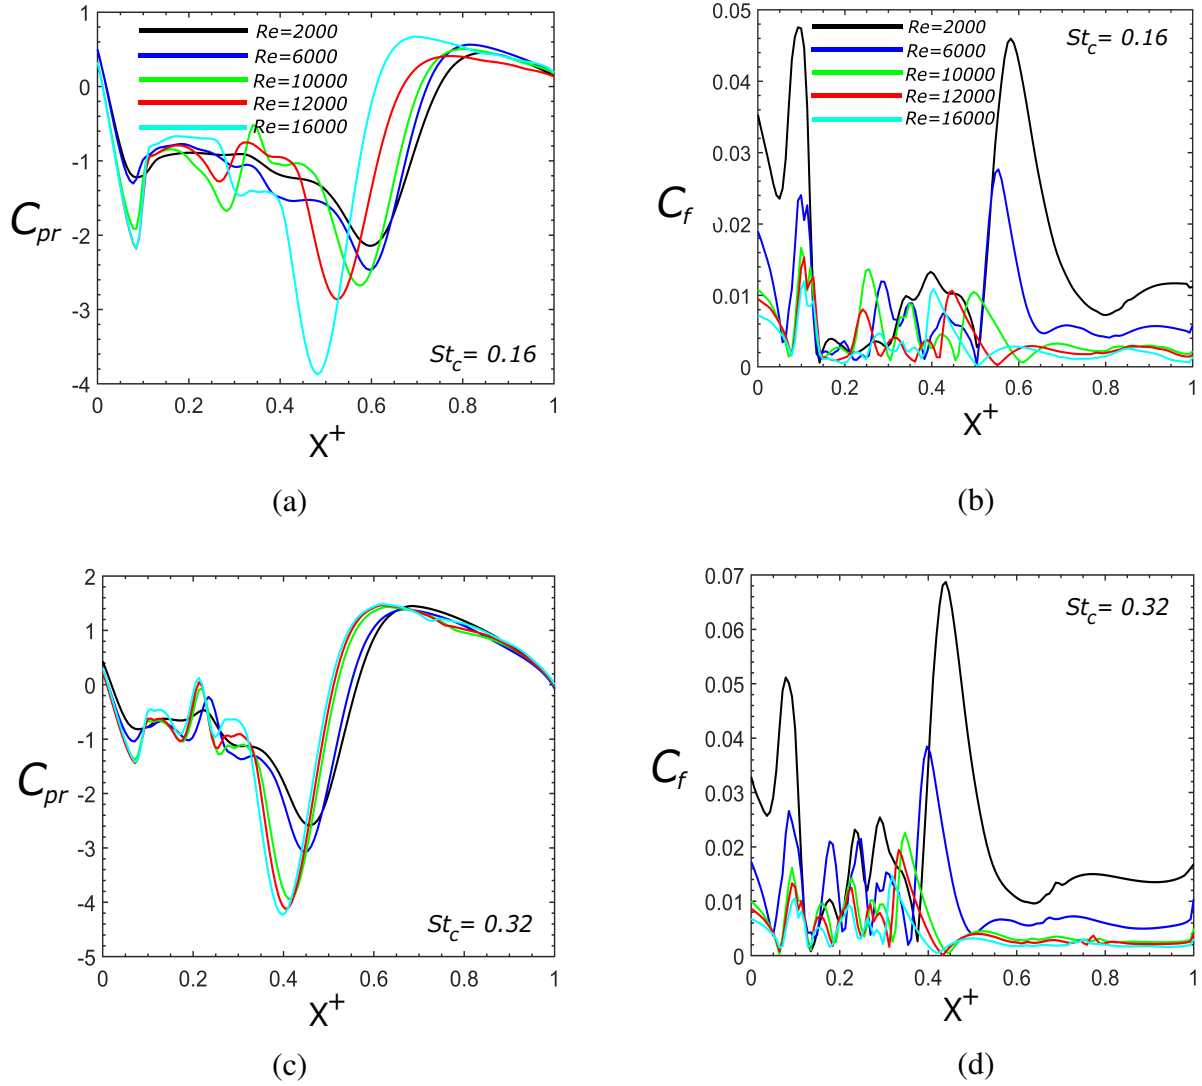 Re=2000
Re=6000
Re=10000
Re=12000
Re=16000
1
0
-1
-2
-3
-4
C_pr
St_c= 0.16
0 0.2 0.4 0.6 0.8 1
X^+
(a)
0.05
0.04
0.03
0.02
0.01
0
C_f
Re=2000
Re=6000
Re=10000
Re=12000
Re=16000
St_c= 0.16
0 0.2 0.4 0.6 0.8 1
X^+
(b)
2
1
0
-1
-2
-3
-4
-5
C_pr
St_c= 0.32
0 0.2 0.4 0.6 0.8 1
X^+
(c)
0.07
0.06
0.05
0.04
0.03
0.02
0.01
0
C_f
St_c= 0.32
0 0.2 0.4 0.6 0.8 1
X^+
(d)